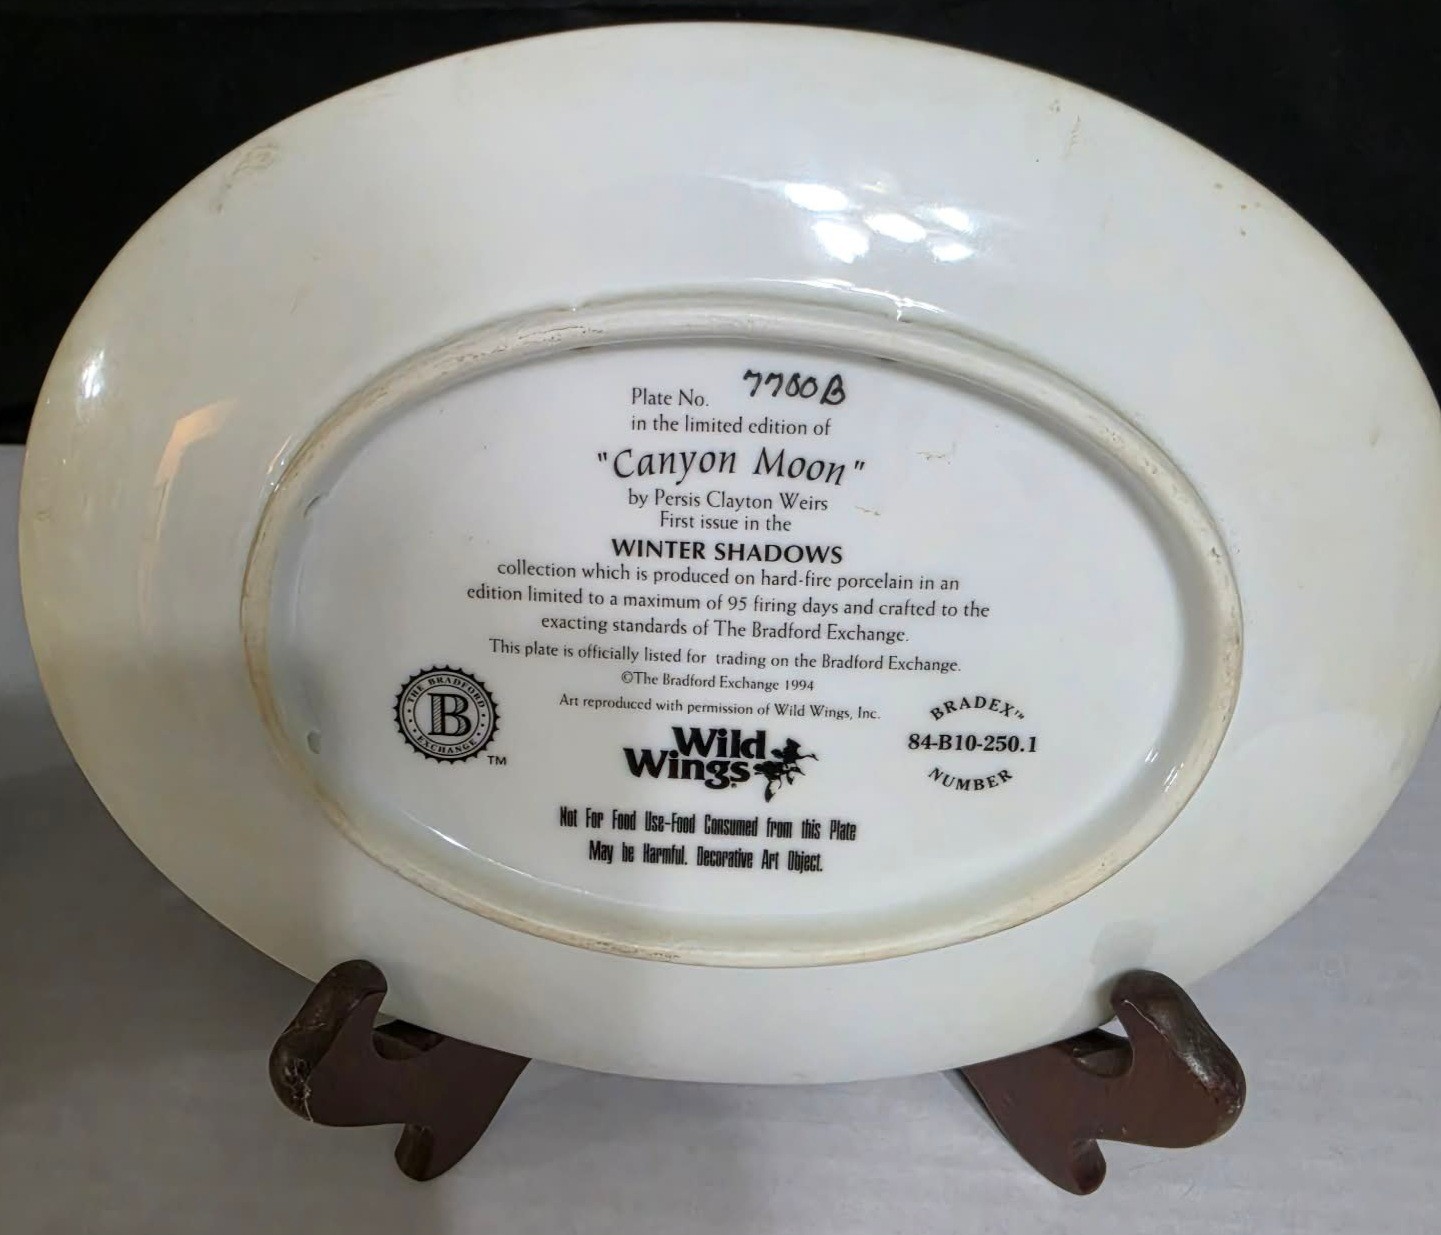 Plate No. 7780B
in the limited edition of
"Canyon Moon"
by Persis Clayton Weirs
First issue in the
WINTER SHADOWS
collection which is produced on hard-fire porcelain in an
edition limited to a maximum of 95 firing days and crafted to the
exacting standards of The Bradford Exchange.
This plate is officially listed for trading on the Bradford Exchange.
©The Bradford Exchange 1994
Art reproduced with permission of Wild Wings, Inc.
THE BRADFORD
B
EXCHANGE
TM
Wild
Wings®
BRADEX™
84-B10-250.1
NUMBER
Not For Food Use-Food Consumed from this Plate
May be Harmful. Decorative Art Object.